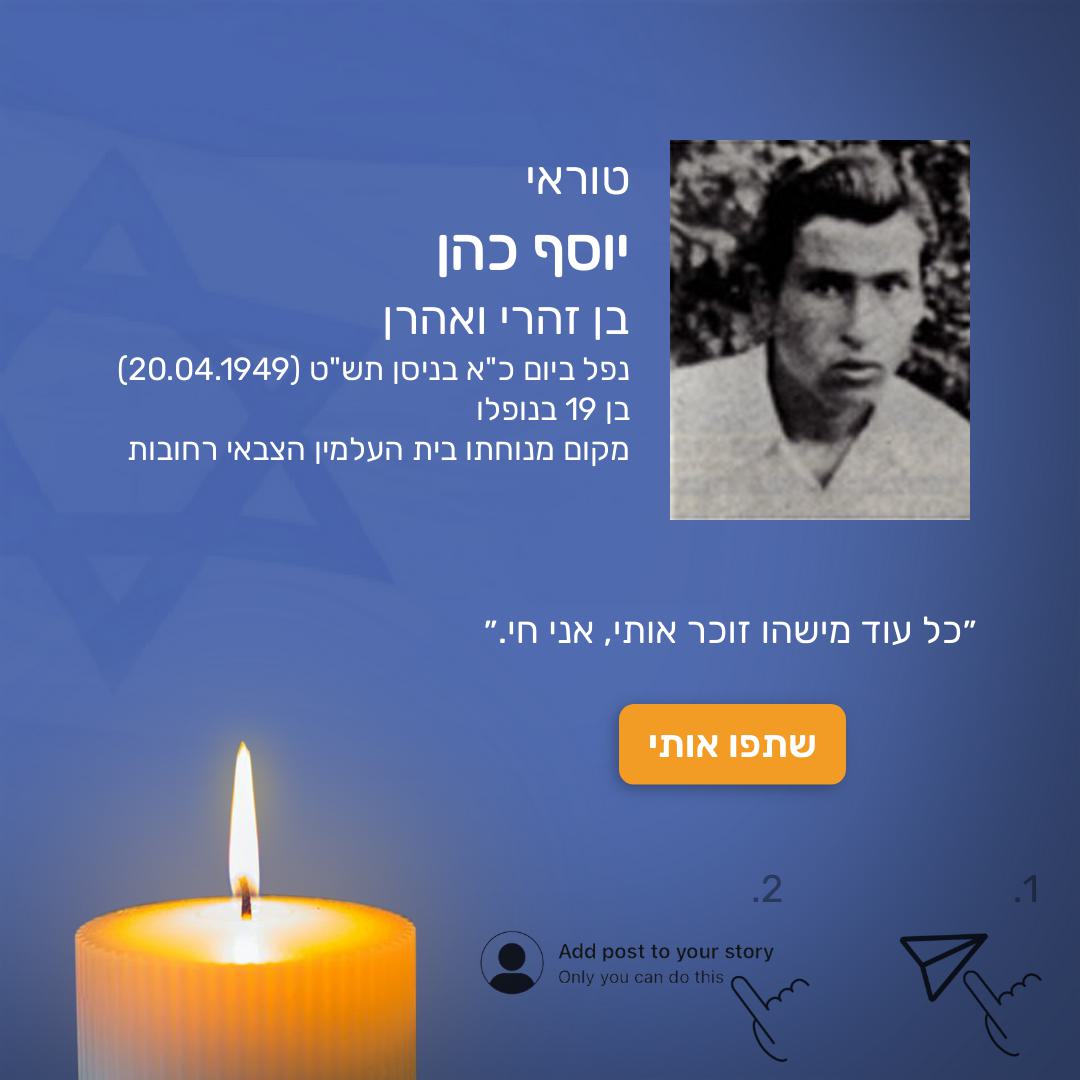 טוראי
יוסף כהן
בן זהרי ואהרן
נפל ביום כ"א בניסן תש"ט (20.04.1949)
בן 19 בנופלו
מקום מנוחתו בית העלמין הצבאי רחובות
״כל עוד מישהו זוכר אותי, אני חי.״
שתפו אותי
1.
2.
Add post to your story
Only you can do this